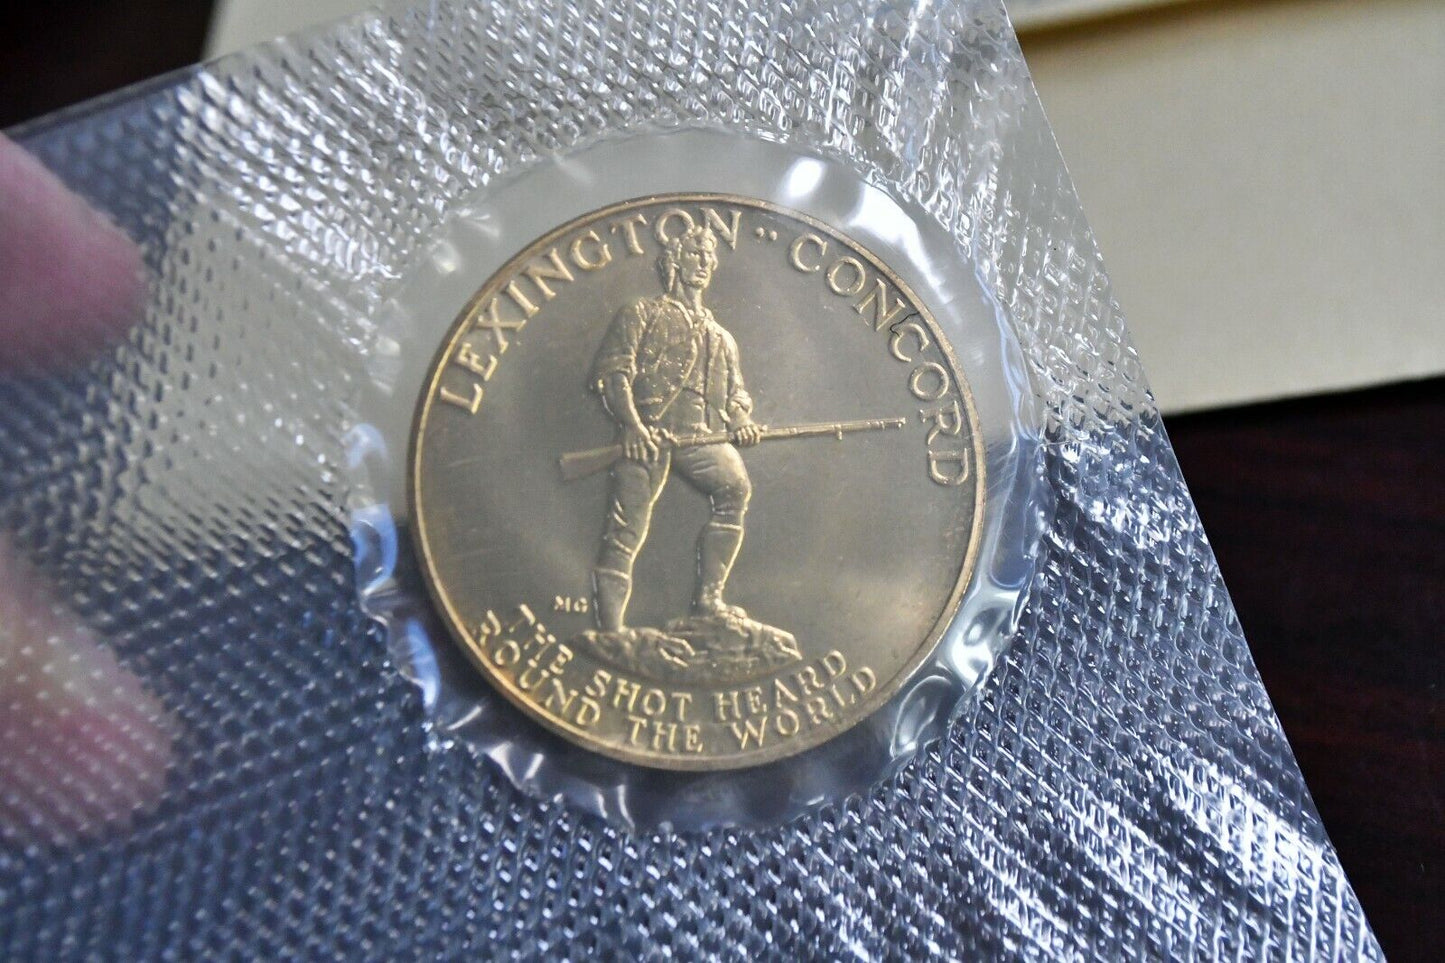 LEXINGTON - CONCORD
MG
THE SHOT HEARD
ROUND THE WORLD